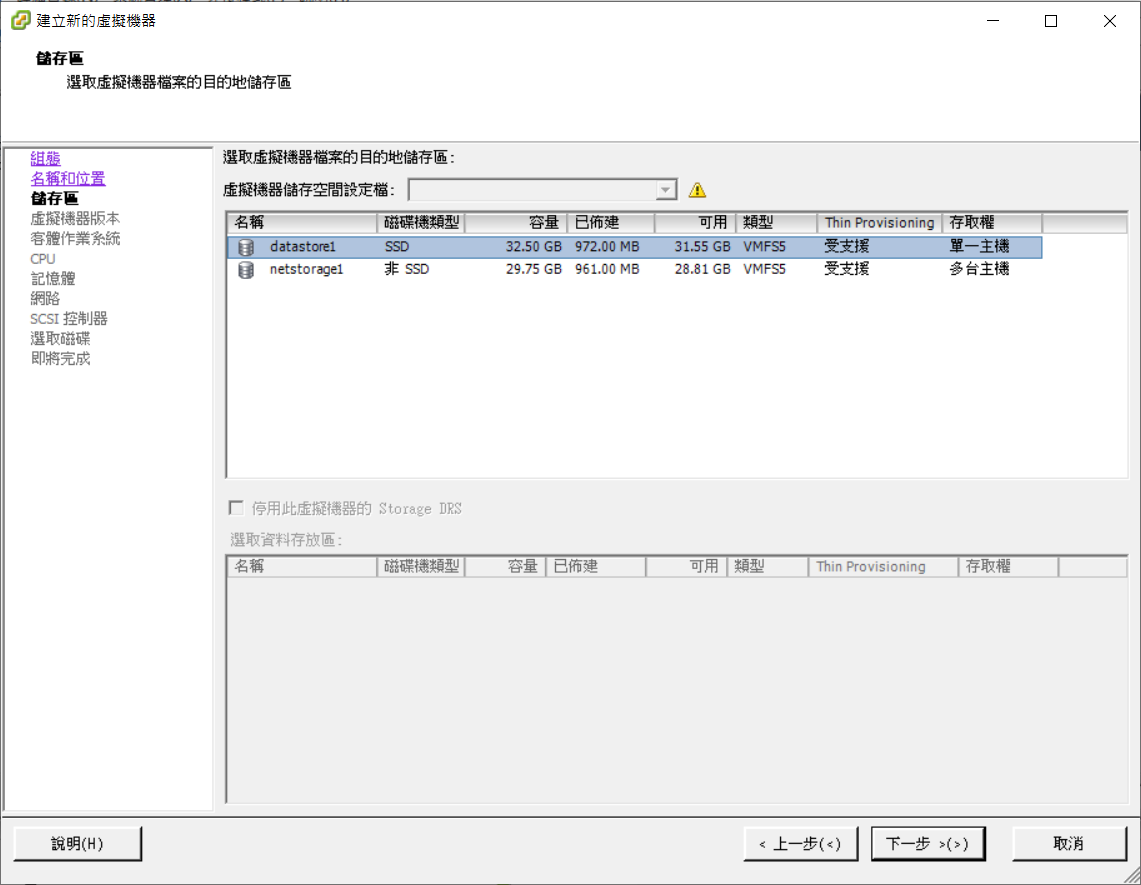 建立新的虛擬機器
儲存區
選取虛擬機器檔案的目的地儲存區
組態
名稱和位置
儲存區
虛擬機器版本
客體作業系統
CPU
記憶體
網路
SCSI 控制器
選取磁碟
即將完成
選取虛擬機器檔案的目的地儲存區:
虛擬機器儲存空間設定檔:
名稱 磁碟機類型 容量 已佈建 可用 類型 Thin Provisioning 存取權
datastore1 SSD 32.50 GB 972.00 MB 31.55 GB VMFS5 受支援 單一主機
netstorage1 非 SSD 29.75 GB 961.00 MB 28.81 GB VMFS5 受支援 多台主機
停用此虛擬機器的 Storage DRS
選取資料存放區:
名稱 磁碟機類型 容量 已佈建 可用 類型 Thin Provisioning 存取權
說明(H) < 上一步(<) 下一步 >(>) 取消